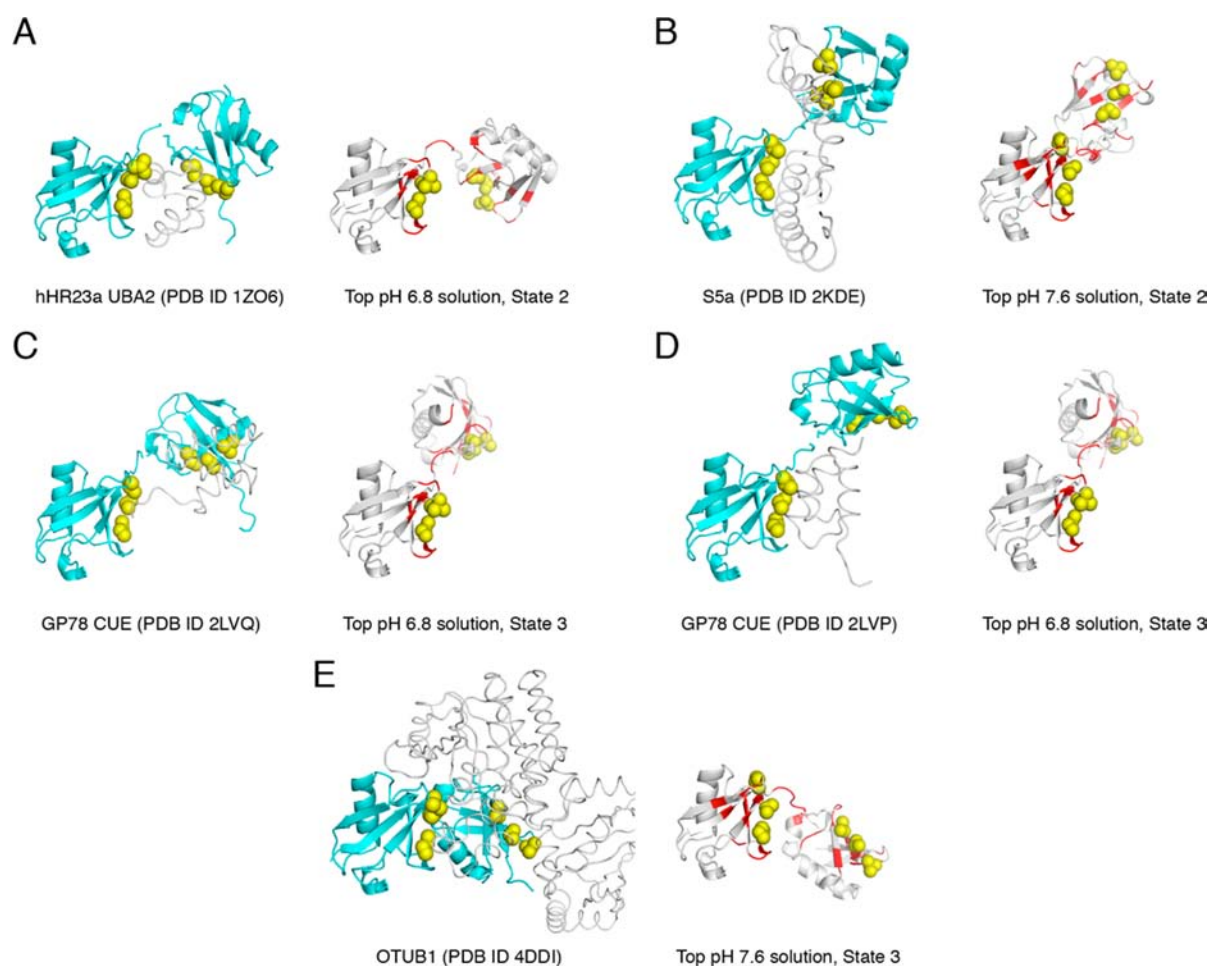 A
B
hHR23a UBA2 (PDB ID 1ZO6)
Top pH 6.8 solution, State 2
S5a (PDB ID 2KDE)
Top pH 7.6 solution, State 2
C
D
GP78 CUE (PDB ID 2LVQ)
Top pH 6.8 solution, State 3
GP78 CUE (PDB ID 2LVP)
Top pH 6.8 solution, State 3
E
OTUB1 (PDB ID 4DDI)
Top pH 7.6 solution, State 3